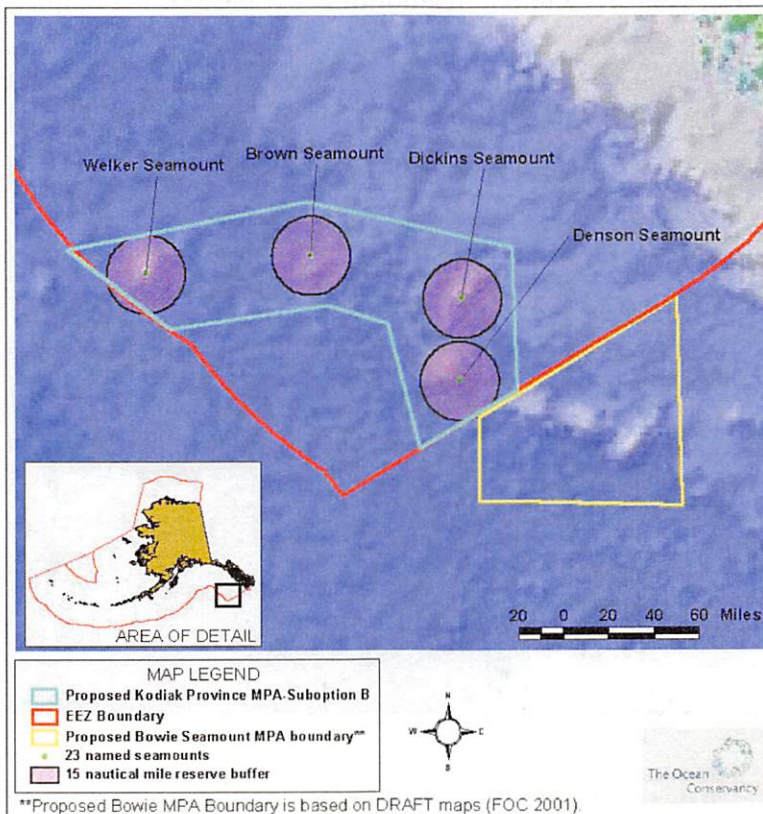 Welker Seamount
Brown Seamount
Dickins Seamount
Denson Seamount
AREA OF DETAIL
20 0 20 40 60 Miles
MAP LEGEND
Proposed Kodiak Province MPA-Suboption B
EEZ Boundary
Proposed Bowie Seamount MPA boundary**
23 named seamounts
15 nautical mile reserve buffer
N
W E
S
The Ocean
Conservancy
**Proposed Bowie MPA Boundary is based on DRAFT maps (FOC 2001).